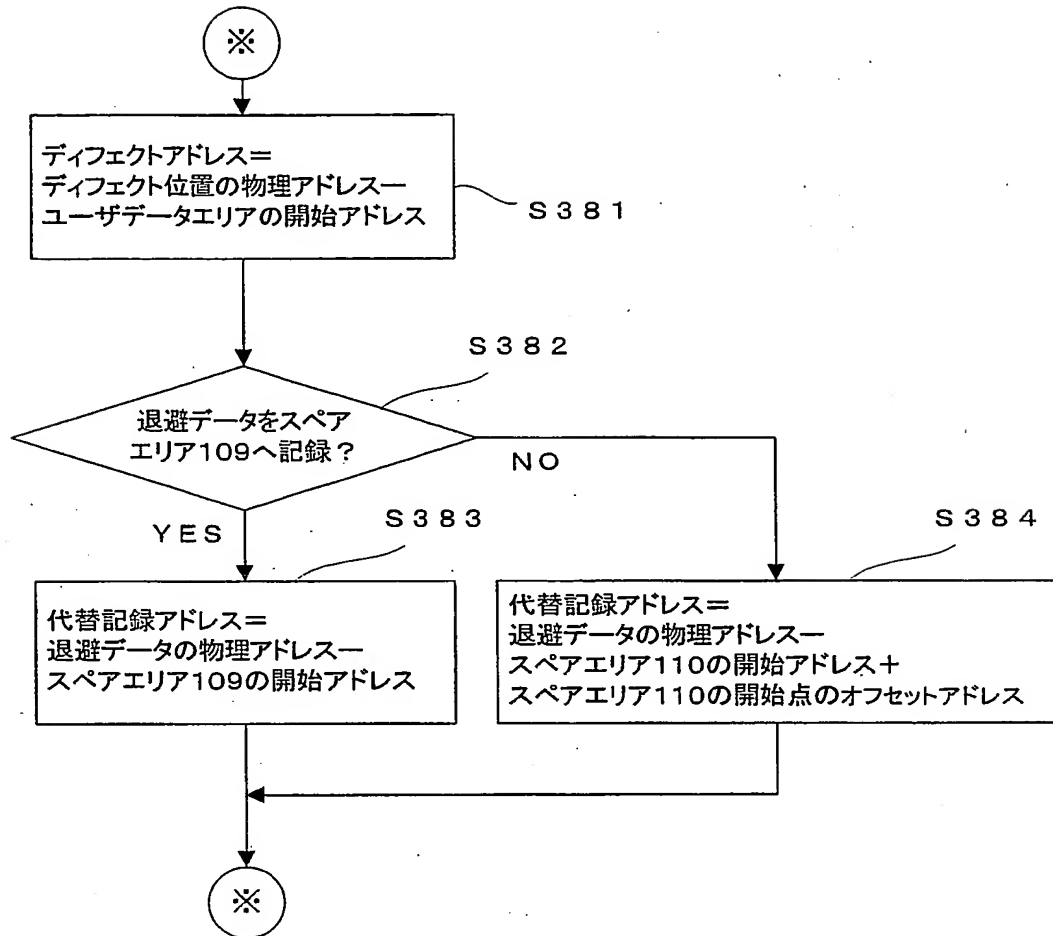 ※
ディフェクトアドレス＝
ディフェクト位置の物理アドレスー
ユーザデータエリアの開始アドレス
Ｓ３８１
Ｓ３８２
退避データをスペア
エリア109へ記録？
ＮＯ
ＹＥＳ
Ｓ３８３
Ｓ３８４
代替記録アドレス＝
退避データの物理アドレスー
スペアエリア109の開始アドレス
代替記録アドレス＝
退避データの物理アドレスー
スペアエリア110の開始アドレス＋
スペアエリア110の開始点のオフセットアドレス
※